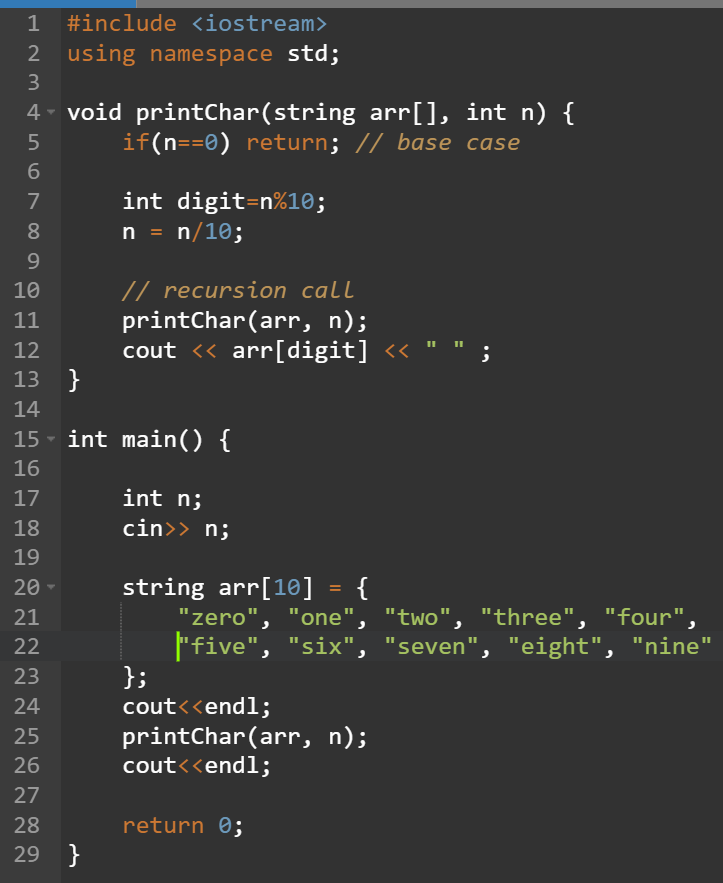 1 #include <iostream>
2 using namespace std;
3
4 void printChar(string arr[], int n) {
5     if(n==0) return; // base case
6
7     int digit=n%10;
8     n = n/10;
9
10     // recursion call
11     printChar(arr, n);
12     cout << arr[digit] << " " ;
13 }
14
15 int main() {
16
17     int n;
18     cin>> n;
19
20     string arr[10] = {
21         "zero", "one", "two", "three", "four",
22         "five", "six", "seven", "eight", "nine"
23     };
24     cout<<endl;
25     printChar(arr, n);
26     cout<<endl;
27
28     return 0;
29 }